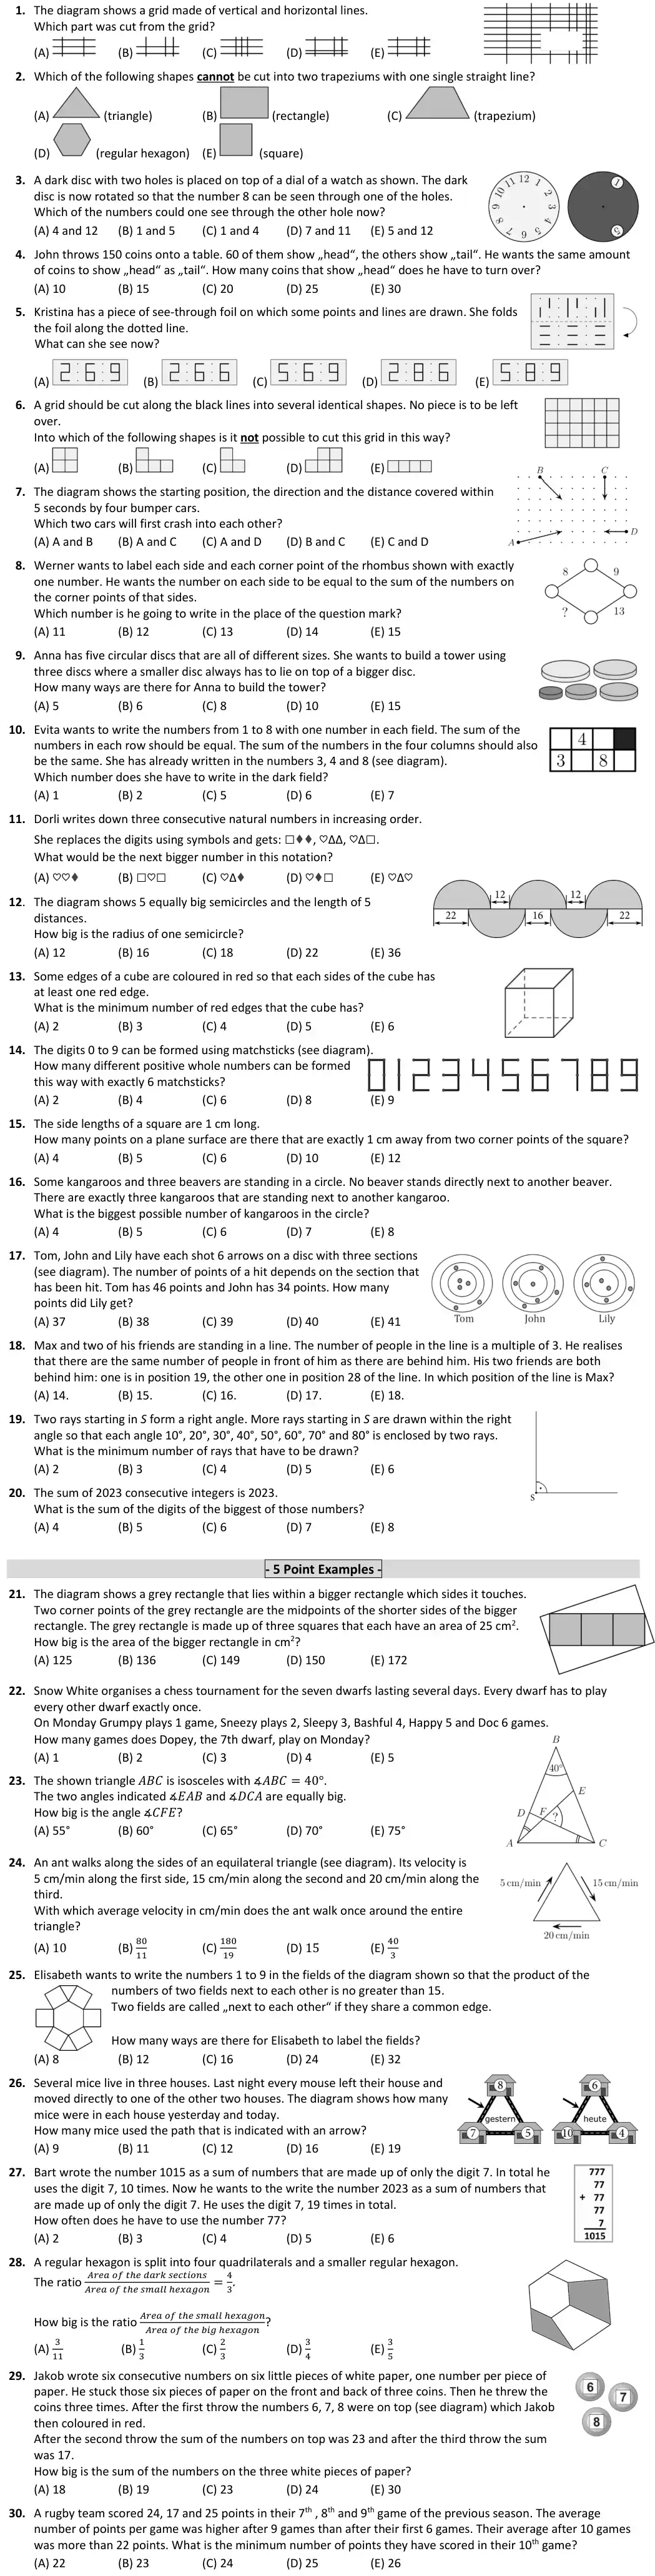 1. The diagram shows a grid made of vertical and horizontal lines.
Which part was cut from the grid?
(A) (B) (C) (D) (E)
2. Which of the following shapes cannot be cut into two trapeziums with one single straight line?
(A) (triangle) (B) (rectangle) (C) (trapezium)
(D) (regular hexagon) (E) (square)
3. A dark disc with two holes is placed on top of a dial of a watch as shown. The dark
disc is now rotated so that the number 8 can be seen through one of the holes.
Which of the numbers could one see through the other hole now?
(A) 4 and 12 (B) 1 and 5 (C) 1 and 4 (D) 7 and 11 (E) 5 and 12
12 1 2 3 4 5 6 7 8 9 10 11
1 5
4. John throws 150 coins onto a table. 60 of them show „head“, the others show „tail“. He wants the same amount
of coins to show „head“ as „tail“. How many coins that show „head“ does he have to turn over?
(A) 10 (B) 15 (C) 20 (D) 25 (E) 30
5. Kristina has a piece of see-through foil on which some points and lines are drawn. She folds
the foil along the dotted line.
What can she see now?
(A) 2:6:9 (B) 2:6:6 (C) 5:6:9 (D) 2:8:6 (E) 5:8:9
6. A grid should be cut along the black lines into several identical shapes. No piece is to be left
over.
Into which of the following shapes is it not possible to cut this grid in this way?
(A) (B) (C) (D) (E)
7. The diagram shows the starting position, the direction and the distance covered within
5 seconds by four bumper cars.
Which two cars will first crash into each other?
(A) A and B (B) A and C (C) A and D (D) B and C (E) C and D
B C
D
A
8. Werner wants to label each side and each corner point of the rhombus shown with exactly
one number. He wants the number on each side to be equal to the sum of the numbers on
the corner points of that sides.
Which number is he going to write in the place of the question mark?
(A) 11 (B) 12 (C) 13 (D) 14 (E) 15
8 9
? 13
9. Anna has five circular discs that are all of different sizes. She wants to build a tower using
three discs where a smaller disc always has to lie on top of a bigger disc.
How many ways are there for Anna to build the tower?
(A) 5 (B) 6 (C) 8 (D) 10 (E) 15
10. Evita wants to write the numbers from 1 to 8 with one number in each field. The sum of the
numbers in each row should be equal. The sum of the numbers in the four columns should also
be the same. She has already written in the numbers 3, 4 and 8 (see diagram).
Which number does she have to write in the dark field?
(A) 1 (B) 2 (C) 5 (D) 6 (E) 7
4
3 8
11. Dorli writes down three consecutive natural numbers in increasing order.
She replaces the digits using symbols and gets: □♦♦, ♡ΔΔ, ♡Δ□.
What would be the next bigger number in this notation?
(A) ♡♡♦ (B) □♡□ (C) ♡Δ♦ (D) ♡♦□ (E) ♡Δ♡
12. The diagram shows 5 equally big semicircles and the length of 5
distances.
How big is the radius of one semicircle?
(A) 12 (B) 16 (C) 18 (D) 22 (E) 36
12 12
22 16 22
13. Some edges of a cube are coloured in red so that each sides of the cube has
at least one red edge.
What is the minimum number of red edges that the cube has?
(A) 2 (B) 3 (C) 4 (D) 5 (E) 6
14. The digits 0 to 9 can be formed using matchsticks (see diagram).
How many different positive whole numbers can be formed
this way with exactly 6 matchsticks?
(A) 2 (B) 4 (C) 6 (D) 8 (E) 9
0123456789
15. The side lengths of a square are 1 cm long.
How many points on a plane surface are there that are exactly 1 cm away from two corner points of the square?
(A) 4 (B) 5 (C) 6 (D) 10 (E) 12
16. Some kangaroos and three beavers are standing in a circle. No beaver stands directly next to another beaver.
There are exactly three kangaroos that are standing next to another kangaroo.
What is the biggest possible number of kangaroos in the circle?
(A) 4 (B) 5 (C) 6 (D) 7 (E) 8
17. Tom, John and Lily have each shot 6 arrows on a disc with three sections
(see diagram). The number of points of a hit depends on the section that
has been hit. Tom has 46 points and John has 34 points. How many
points did Lily get?
(A) 37 (B) 38 (C) 39 (D) 40 (E) 41
Tom John Lily
18. Max and two of his friends are standing in a line. The number of people in the line is a multiple of 3. He realises
that there are the same number of people in front of him as there are behind him. His two friends are both
behind him: one is in position 19, the other one in position 28 of the line. In which position of the line is Max?
(A) 14. (B) 15. (C) 16. (D) 17. (E) 18.
19. Two rays starting in S form a right angle. More rays starting in S are drawn within the right
angle so that each angle 10°, 20°, 30°, 40°, 50°, 60°, 70° and 80° is enclosed by two rays.
What is the minimum number of rays that have to be drawn?
(A) 2 (B) 3 (C) 4 (D) 5 (E) 6
S
20. The sum of 2023 consecutive integers is 2023.
What is the sum of the digits of the biggest of those numbers?
(A) 4 (B) 5 (C) 6 (D) 7 (E) 8
- 5 Point Examples -
21. The diagram shows a grey rectangle that lies within a bigger rectangle which sides it touches.
Two corner points of the grey rectangle are the midpoints of the shorter sides of the bigger
rectangle. The grey rectangle is made up of three squares that each have an area of 25 cm².
How big is the area of the bigger rectangle in cm²?
(A) 125 (B) 136 (C) 149 (D) 150 (E) 172
22. Snow White organises a chess tournament for the seven dwarfs lasting several days. Every dwarf has to play
every other dwarf exactly once.
On Monday Grumpy plays 1 game, Sneezy plays 2, Sleepy 3, Bashful 4, Happy 5 and Doc 6 games.
How many games does Dopey, the 7th dwarf, play on Monday?
(A) 1 (B) 2 (C) 3 (D) 4 (E) 5
23. The shown triangle ABC is isosceles with ∡ABC = 40°.
The two angles indicated ∡EAB and ∡DCA are equally big.
How big is the angle ∡CFE?
(A) 55° (B) 60° (C) 65° (D) 70° (E) 75°
B
40°
E
D F ?
A C
24. An ant walks along the sides of an equilateral triangle (see diagram). Its velocity is
5 cm/min along the first side, 15 cm/min along the second and 20 cm/min along the
third.
With which average velocity in cm/min does the ant walk once around the entire
triangle?
(A) 10 (B) 80/11 (C) 180/19 (D) 15 (E) 40/3
5 cm/min 15 cm/min
20 cm/min
25. Elisabeth wants to write the numbers 1 to 9 in the fields of the diagram shown so that the product of the
numbers of two fields next to each other is no greater than 15.
Two fields are called „next to each other“ if they share a common edge.
How many ways are there for Elisabeth to label the fields?
(A) 8 (B) 12 (C) 16 (D) 24 (E) 32
26. Several mice live in three houses. Last night every mouse left their house and
moved directly to one of the other two houses. The diagram shows how many
mice were in each house yesterday and today.
How many mice used the path that is indicated with an arrow?
(A) 9 (B) 11 (C) 12 (D) 16 (E) 19
8 6
gestern heute
7 5 10 4
27. Bart wrote the number 1015 as a sum of numbers that are made up of only the digit 7. In total he
uses the digit 7, 10 times. Now he wants to the write the number 2023 as a sum of numbers that
are made up of only the digit 7. He uses the digit 7, 19 times in total.
How often does he have to use the number 77?
(A) 2 (B) 3 (C) 4 (D) 5 (E) 6
777
77
+ 77
77
7
1015
28. A regular hexagon is split into four quadrilaterals and a smaller regular hexagon.
The ratio Area of the dark sections/Area of the small hexagon = 4/3.
How big is the ratio Area of the small hexagon/Area of the big hexagon?
(A) 3/11 (B) 1/3 (C) 2/3 (D) 3/4 (E) 3/5
29. Jakob wrote six consecutive numbers on six little pieces of white paper, one number per piece of
paper. He stuck those six pieces of paper on the front and back of three coins. Then he threw the
coins three times. After the first throw the numbers 6, 7, 8 were on top (see diagram) which Jakob
then coloured in red.
After the second throw the sum of the numbers on top was 23 and after the third throw the sum
was 17.
How big is the sum of the numbers on the three white pieces of paper?
(A) 18 (B) 19 (C) 23 (D) 24 (E) 30
6
7
8
30. A rugby team scored 24, 17 and 25 points in their 7th , 8th and 9th game of the previous season. The average
number of points per game was higher after 9 games than after their first 6 games. Their average after 10 games
was more than 22 points. What is the minimum number of points they have scored in their 10th game?
(A) 22 (B) 23 (C) 24 (D) 25 (E) 26